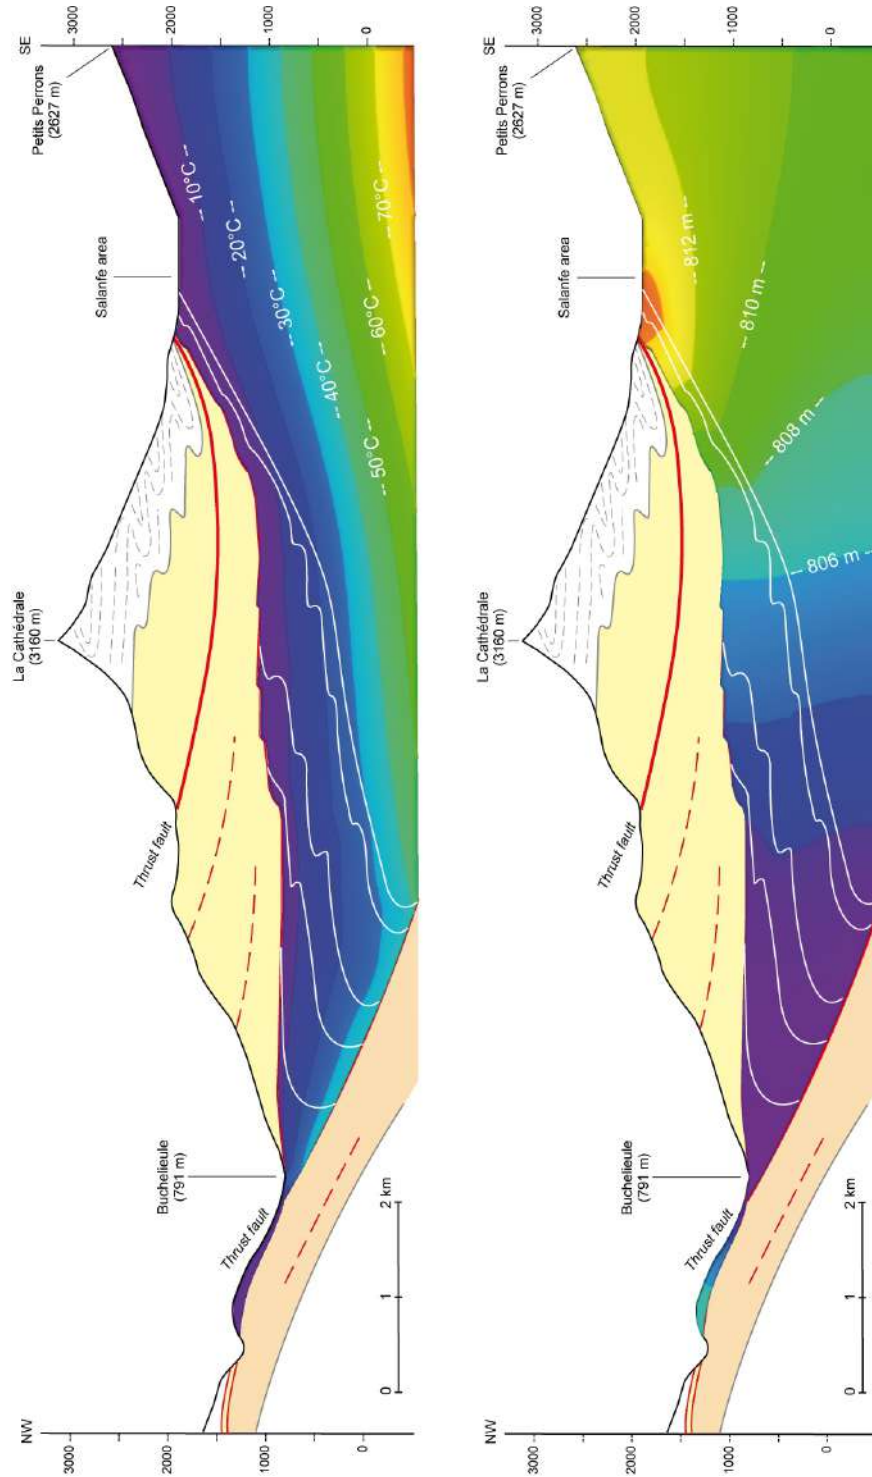 NW
SE
La Cathédrale
(3160 m)
Petits Perrons
(2627 m)
3000
3000
Salanfe area
2000
Thrust fault
2000
Buchelieule
(791 m)
-- 10°C --
1000
Thrust fault
-- 20°C --
1000
-- 30°C --
-- 40°C --
0
-- 50°C --
-- 60°C --
-- 70°C --
0
0
1
2 km
NW
SE
La Cathédrale
(3160 m)
Petits Perrons
(2627 m)
3000
3000
Salanfe area
2000
Thrust fault
2000
Buchelieule
(791 m)
-- 812 m --
1000
Thrust fault
-- 810 m --
1000
-- 808 m --
-- 806 m --
0
0
0
1
2 km